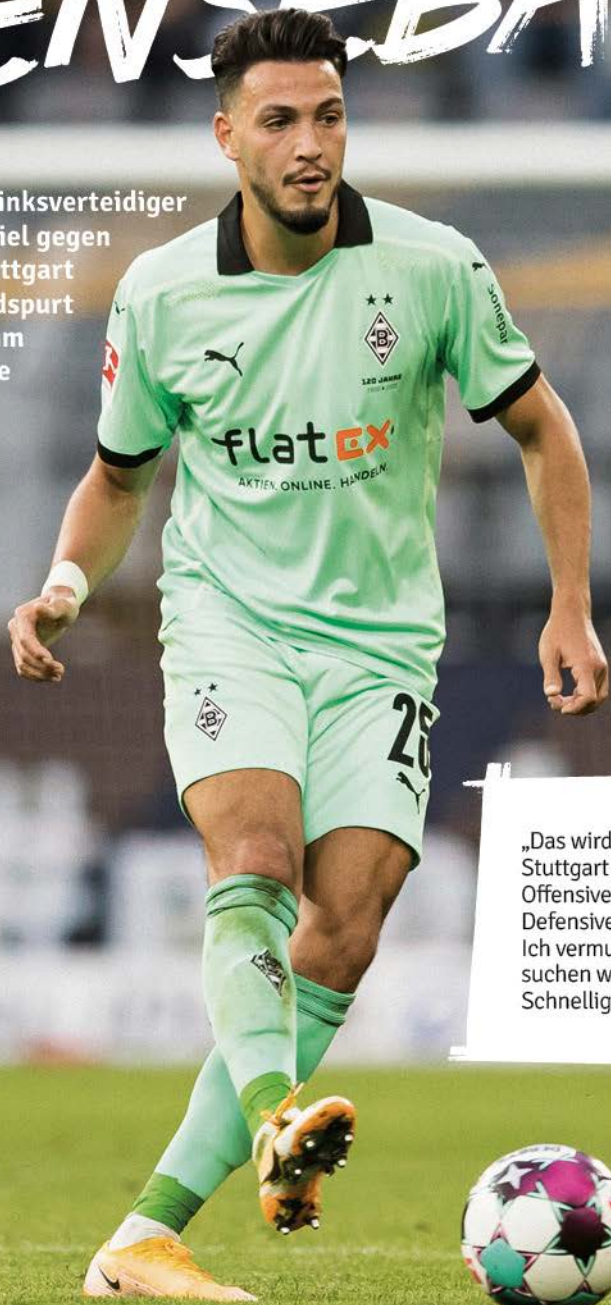 ENSEBA
inksverteidiger
iel gegen
ttgart
dspurt
m
e
sonepar
B
120 JAHRE
flatEX
AKTIEN. ONLINE. HANDELN.
B
25
„Das wird
Stuttgart
Offensive
Defensive
Ich vermu
suchen w
Schnellig